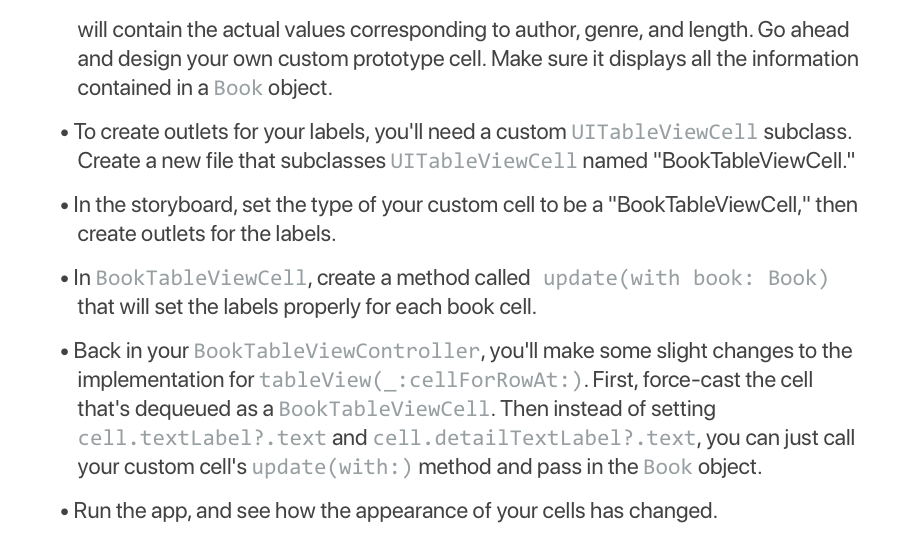 will contain the actual values corresponding to author, genre, and length. Go ahead
and design your own custom prototype cell. Make sure it displays all the information
contained in a Book object.
• To create outlets for your labels, you'll need a custom UITableViewCell subclass.
Create a new file that subclasses UITableViewCell named "BookTableViewCell."
• In the storyboard, set the type of your custom cell to be a "BookTableViewCell," then
create outlets for the labels.
• In BookTableViewCell, create a method called update(with book: Book)
that will set the labels properly for each book cell.
• Back in your BookTableViewController, you'll make some slight changes to the
implementation for tableView(_:cellForRowAt:). First, force-cast the cell
that's dequeued as a BookTableViewCell. Then instead of setting
cell.textLabel?.text and cell.detailTextLabel?.text, you can just call
your custom cell's update(with:) method and pass in the Book object.
• Run the app, and see how the appearance of your cells has changed.